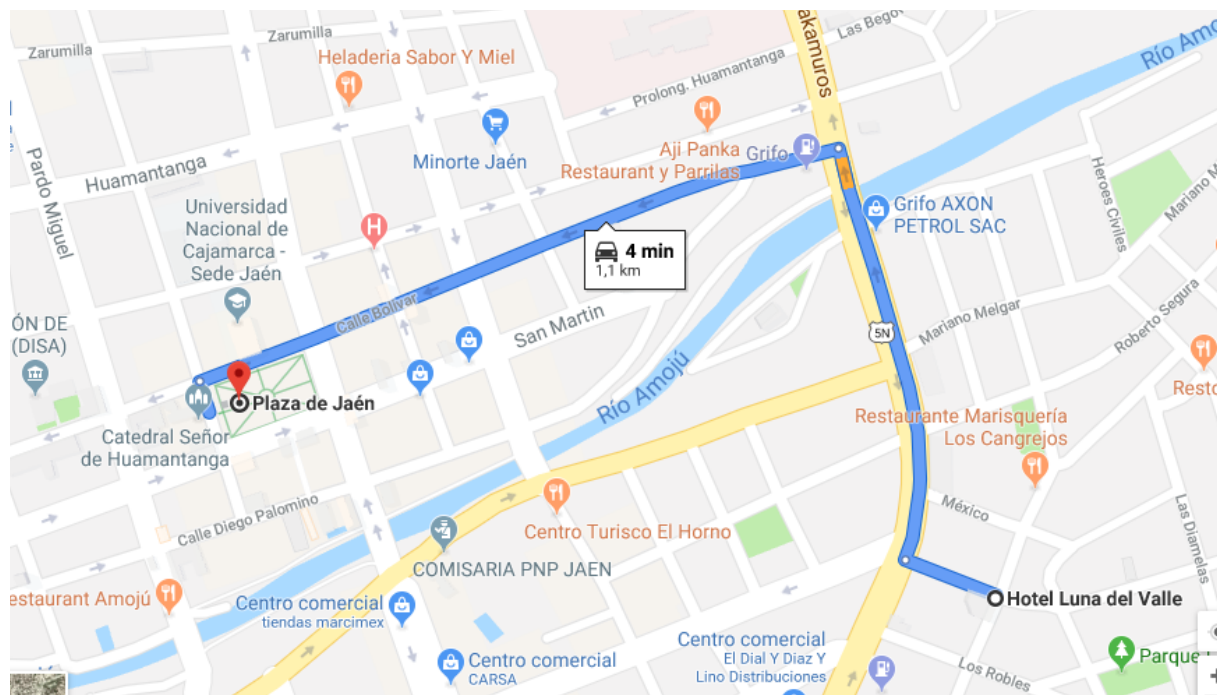 Zarumilla
Zarumilla
Heladeria Sabor Y Miel
Las Bego
Río Amo
akamuros
Prolong. Huamantanga
Minorte Jaén
Aji Panka
Restaurant y Parrilas
Grifo
Pardo Miguel
Huamantanga
Heroes Civiles
Mariano M
Universidad
Nacional de
Cajamarca -
Sede Jaén
H
Grifo AXON
PETROL SAC
4 min
1,1 km
Calle Bolívar
San Martin
5N
Mariano Melgar
Roberto Segura
ÓN DE
(DISA)
Río Amojú
Resto
Plaza de Jaén
Catedral Señor
de Huamantanga
Restaurante Marisquería
Los Cangrejos
Calle Diego Palomino
México
Las Diamelas
Centro Turisco El Horno
COMISARIA PNP JAEN
estaurant Amojú
Centro comercial
tiendas marcimex
Hotel Luna del Valle
Centro comercial
CARSA
Centro comercial
El Dial Y Diaz Y
Lino Distribuciones
Los Robles
Parque